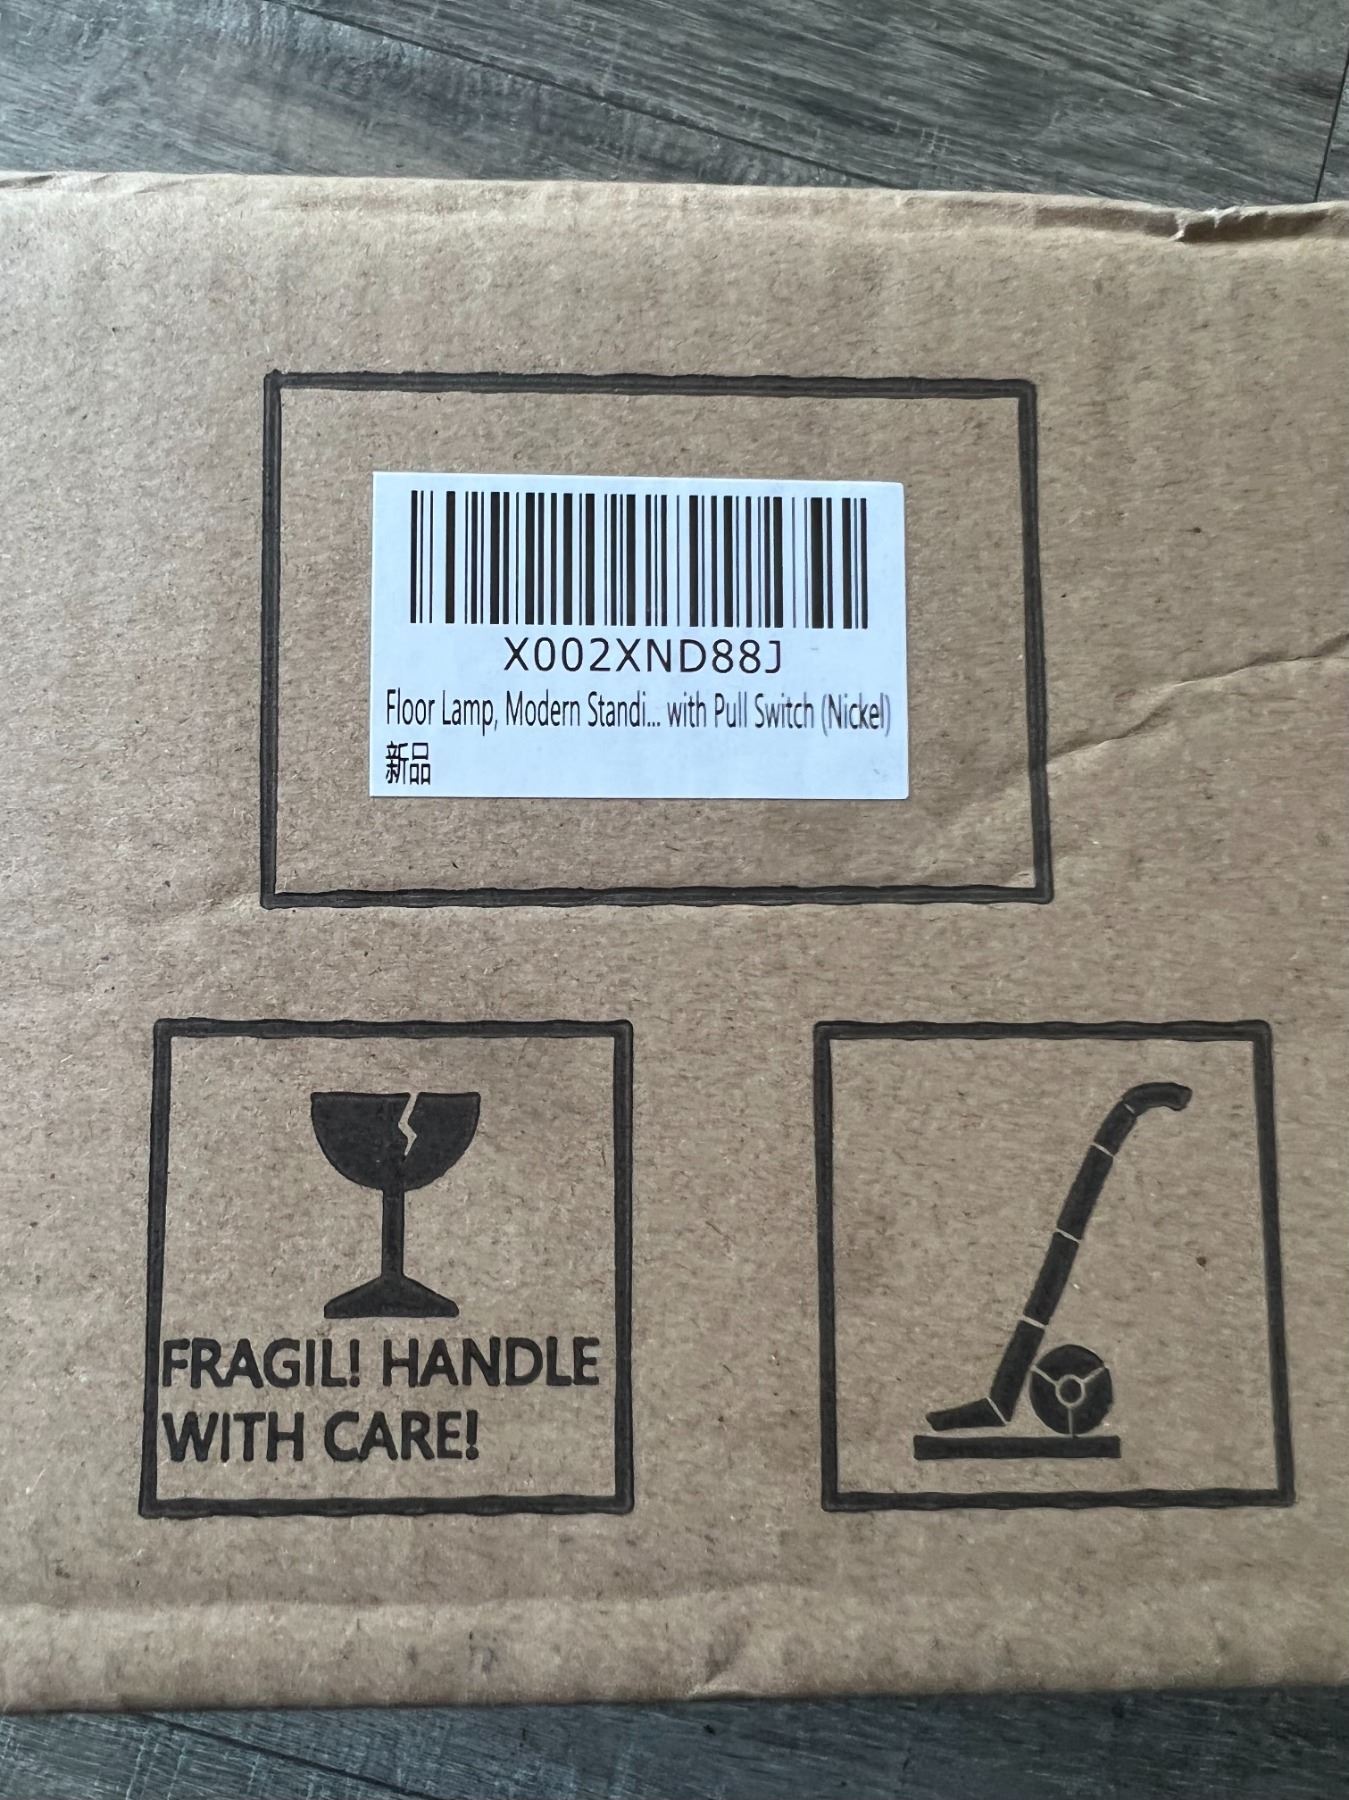 X002XND88J
Floor Lamp, Modern Standi... with Pull Switch (Nickel)
新品
FRAGIL! HANDLE
WITH CARE!